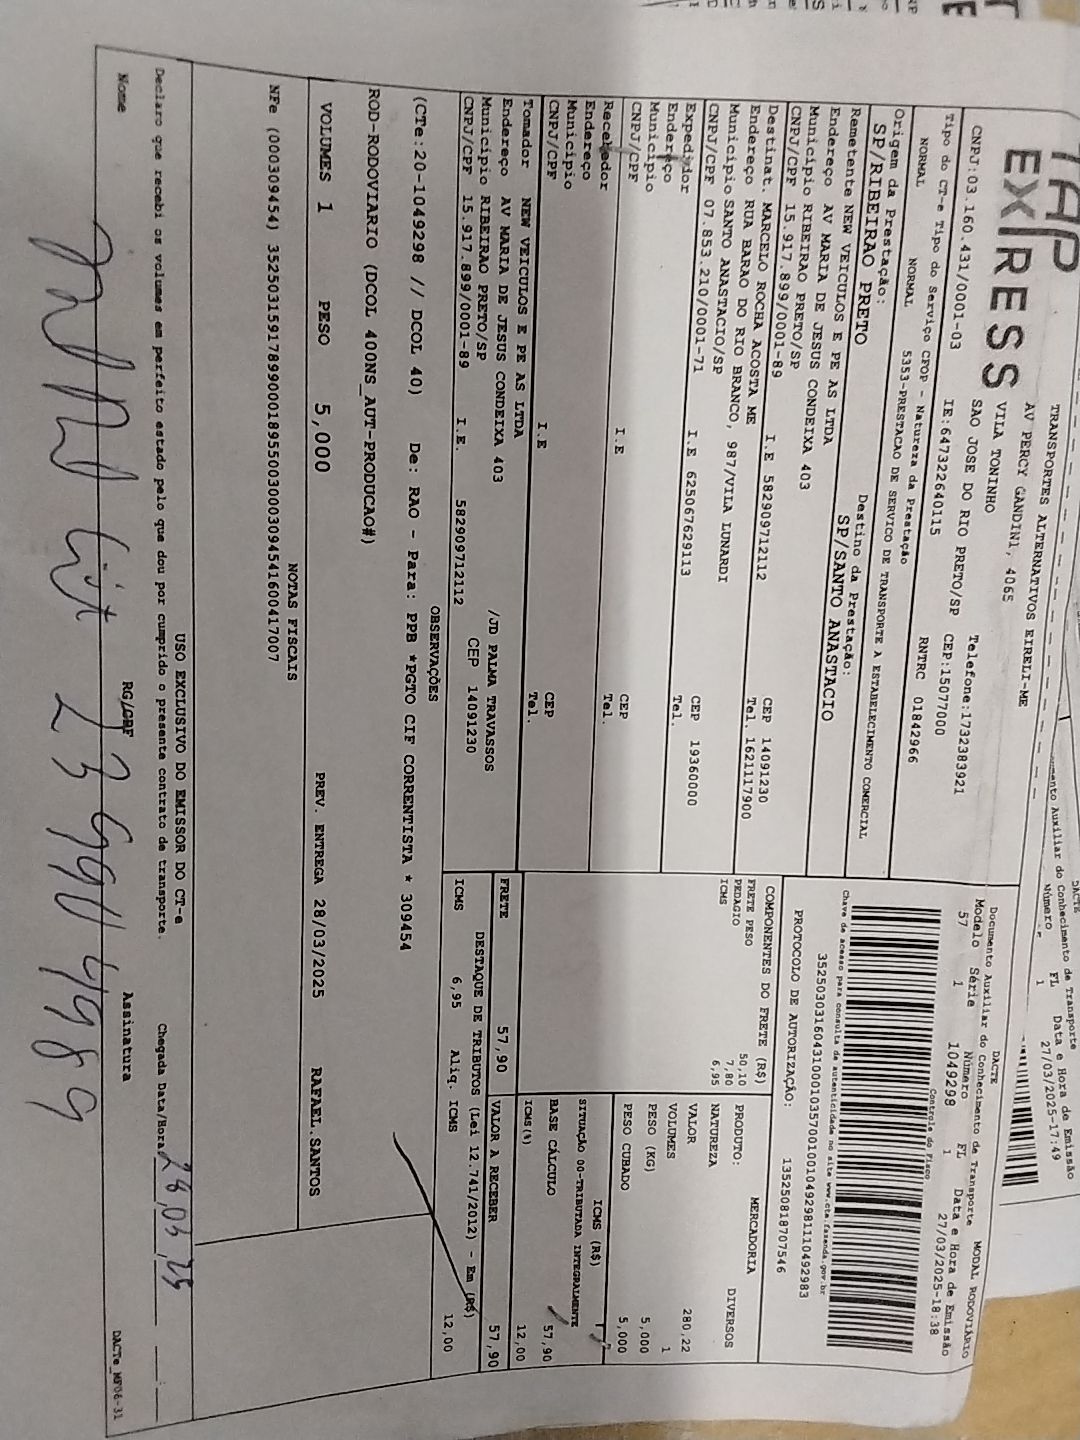 TAP
EXPRESS
TRANSPORTES ALTERNATIVOS EIRELI-ME
AV PERCY GANDINI, 4065
VILA TONINHO
SAO JOSE DO RIO PRETO/SP
Telefone:1732383921
CNPJ:03.160.431/0001-03 IE:647322640115 CEP:15077000
Tipo do CT-e Tipo do Serviço CFOP - Natureza da Prestação RNTRC 01842966
NORMAL NORMAL 5353-PRESTACAO DE SERVICO DE TRANSPORTE A ESTABELECIMENTO COMERCIAL
Origem da Prestação: Destino da Prestação:
SP/RIBEIRAO PRETO SP/SANTO ANASTACIO
Remetente NEW VEICULOS E PE AS LTDA
Endereço AV MARIA DE JESUS CONDEIXA 403
Município RIBEIRAO PRETO/SP CEP 14091230
CNPJ/CPF 15.917.899/0001-89 I.E 582909712112 Tel. 1621117900
Destinat. MARCELO ROCHA ACOSTA ME
Endereço RUA BARAO DO RIO BRANCO, 987/VILA LUNARDI
Município SANTO ANASTACIO/SP CEP 19360000
CNPJ/CPF 07.853.210/0001-71 I.E 625067629113 Tel.
Expedidor
Endereço
Município CEP
CNPJ/CPF I.E Tel.
Recebedor
Endereço
Município CEP
CNPJ/CPF I.E Tel.
Tomador NEW VEICULOS E PE AS LTDA
Endereço AV MARIA DE JESUS CONDEIXA 403 /JD PALMA TRAVASSOS
Município RIBEIRAO PRETO/SP CEP 14091230
CNPJ/CPF 15.917.899/0001-89 I.E. 582909712112
DACTE
Documento Auxiliar do Conhecimento de Transporte MODAL RODOVIÁRIO
Modelo Série Número FL Data e Hora de Emissão
57 1 1049298 1 27/03/2025-18:38
Controle do Fisco
Chave de acesso para consulta de autenticidade no site www.cte.fazenda.gov.br
35250303160431000103570010010492981110492983
PROTOCOLO DE AUTORIZAÇÃO: 135250818707546
COMPONENTES DO FRETE (R$)
FRETE PESO 50,10
PEDAGIO 7,80
ICMS 6,95
FRETE 57,90
MERCADORIA
PRODUTO:
NATUREZA DIVERSOS
VALOR 280,22
VOLUMES 1
PESO (KG) 5,000
PESO CUBADO 5,000
ICMS (R$)
SITUAÇÃO 00-TRIBUTADA INTEGRALMENTE
BASE CÁLCULO 57,90
ICMS(%) 12,00
VALOR A RECEBER 57,90
DESTAQUE DE TRIBUTOS (Lei 12.741/2012) - Em (R$)
ICMS 6,95 Aliq. ICMS 12,00
OBSERVAÇÕES
(CTe:20-1049298 // DCOL 40) De: RAO - Para: PPB *PGTO CIF CORRENTISTA * 309454
ROD-RODOVIARIO (DCOL 400NS_AUT-PRODUCAO#)
VOLUMES 1 PESO 5,000 PREV. ENTREGA 28/03/2025 RAFAEL.SANTOS
NOTAS FISCAIS
NFe (000309454) 35250315917899000189550030003094541600417007
USO EXCLUSIVO DO EMISSOR DO CT-e
Declaro que recebi os volumes em perfeito estado pelo que dou por cumprido o presente contrato de transporte. Chegada Data/Hora 28,03,25
Nome RG/CPF Assinatura
DACTe_MF06-31
DACTE
Número FL Data e Hora de Emissão
1 27/03/2025-17:49